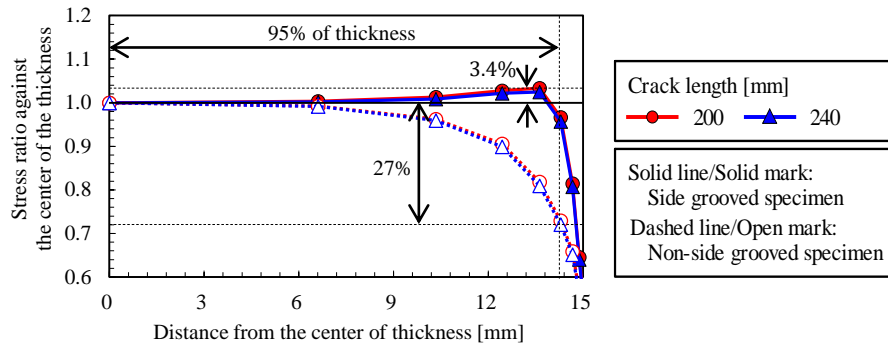 1.2
1.1
1.0
0.9
0.8
0.7
0.6
Stress ratio against
the center of the thickness
95% of thickness
3.4%
27%
0
3
6
9
12
15
Distance from the center of thickness [mm]
Crack length [mm]
200 240
Solid line/Solid mark:
Side grooved specimen
Dashed line/Open mark:
Non-side grooved specimen